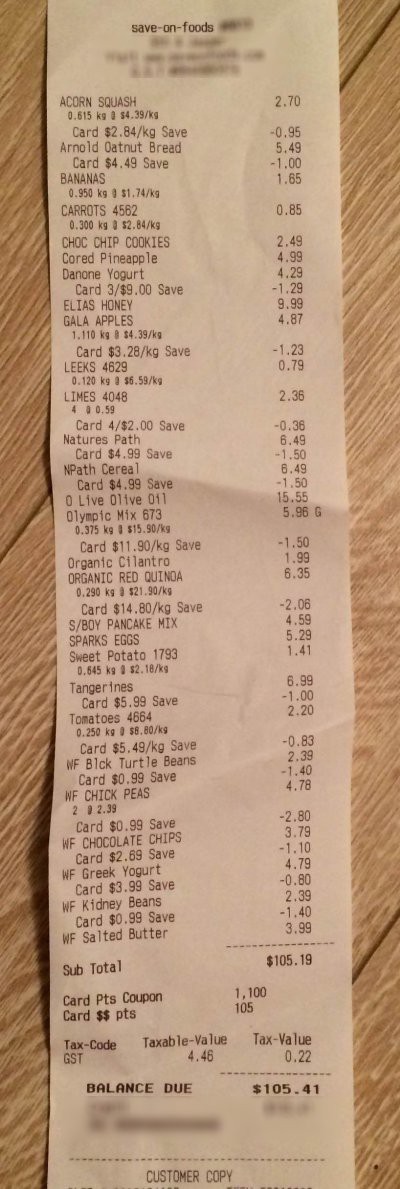 save-on-foods
ACORN SQUASH 2.70
0.615 kg @ $4.39/kg
Card $2.84/kg Save -0.95
Arnold Oatnut Bread 5.49
Card $4.49 Save -1.00
BANANAS 1.65
0.950 kg @ $1.74/kg
CARROTS 4562 0.85
0.300 kg @ $2.84/kg
CHOC CHIP COOKIES 2.49
Cored Pineapple 4.99
Danone Yogurt 4.29
Card 3/$9.00 Save -1.29
ELIAS HONEY 9.99
GALA APPLES 4.87
1.110 kg @ $4.39/kg
Card $3.28/kg Save -1.23
LEEKS 4629 0.79
0.120 kg @ $6.59/kg
LIMES 4048 2.36
4 @ 0.59
Card 4/$2.00 Save -0.36
Natures Path 6.49
Card $4.99 Save -1.50
NPath Cereal 6.49
Card $4.99 Save -1.50
O Live Olive Oil 15.55
Olympic Mix 673 5.96 G
0.375 kg @ $15.90/kg
Card $11.90/kg Save -1.50
Organic Cilantro 1.99
ORGANIC RED QUINOA 6.35
0.290 kg @ $21.90/kg
Card $14.80/kg Save -2.06
S/BOY PANCAKE MIX 4.59
SPARKS EGGS 5.29
Sweet Potato 1793 1.41
0.645 kg @ $2.18/kg
Tangerines 6.99
Card $5.99 Save -1.00
Tomatoes 4664 2.20
0.250 kg @ $8.80/kg
Card $5.49/kg Save -0.83
WF Blck Turtle Beans 2.39
Card $0.99 Save -1.40
WF CHICK PEAS 4.78
2 @ 2.39
Card $0.99 Save -2.80
WF CHOCOLATE CHIPS 3.79
Card $2.69 Save -1.10
WF Greek Yogurt 4.79
Card $3.99 Save -0.80
WF Kidney Beans 2.39
Card $0.99 Save -1.40
WF Salted Butter 3.99
Sub Total $105.19
Card Pts Coupon 1,100
Card $$ pts 105
Tax-Code Taxable-Value Tax-Value
GST 4.46 0.22
BALANCE DUE $105.41
CUSTOMER COPY